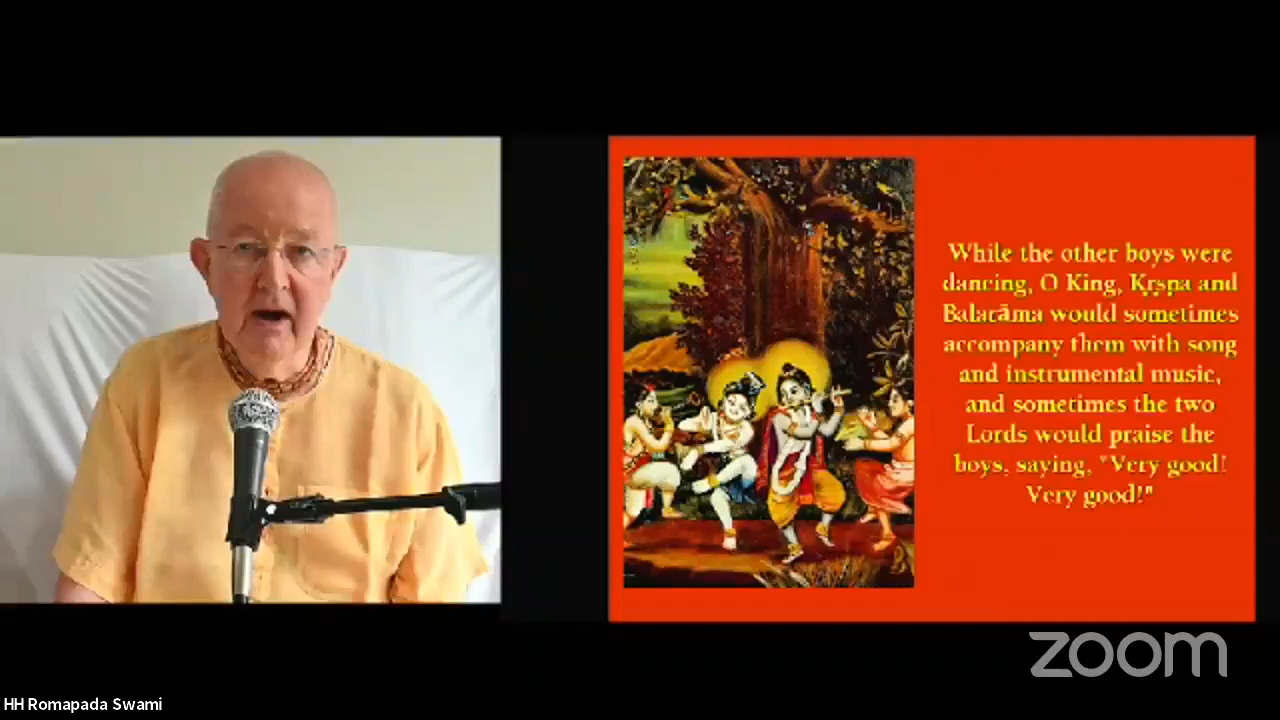 While the other boys were
dancing, O King, Kṛṣṇa and
Balarāma would sometimes
accompany them with song
and instrumental music,
and sometimes the two
Lords would praise the
boys, saying, "Very good!
Very good!"
zoom
HH Romapada Swami